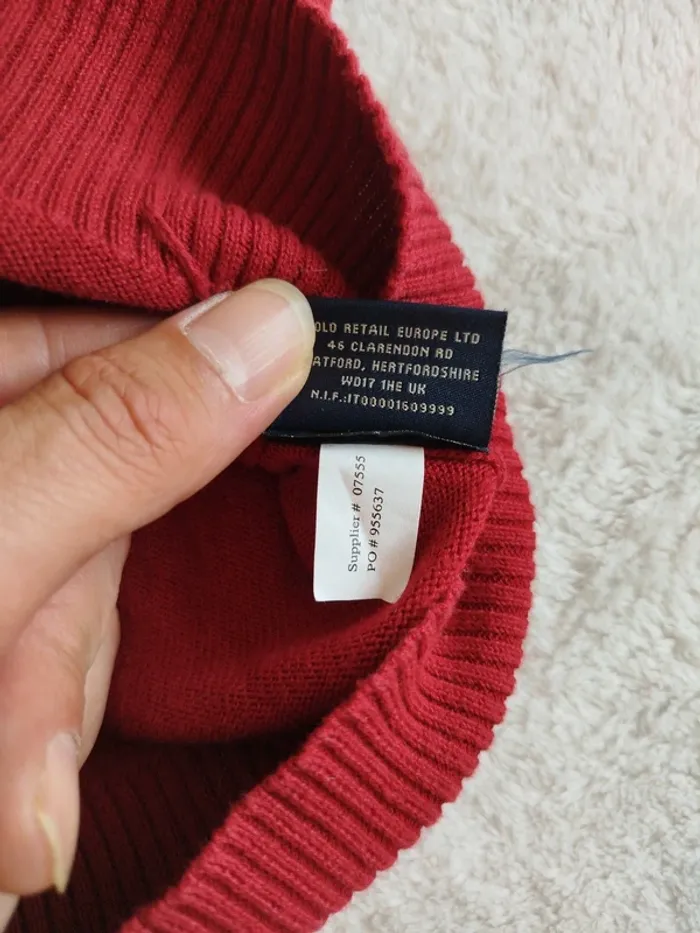 OLO RETAIL EUROPE LTD
46 CLARENDON RD
ATFORD, HERTFORDSHIRE
WD17 1HE UK
N.I.F.:IT00001609999
Supplier # 07555
PO # 955637